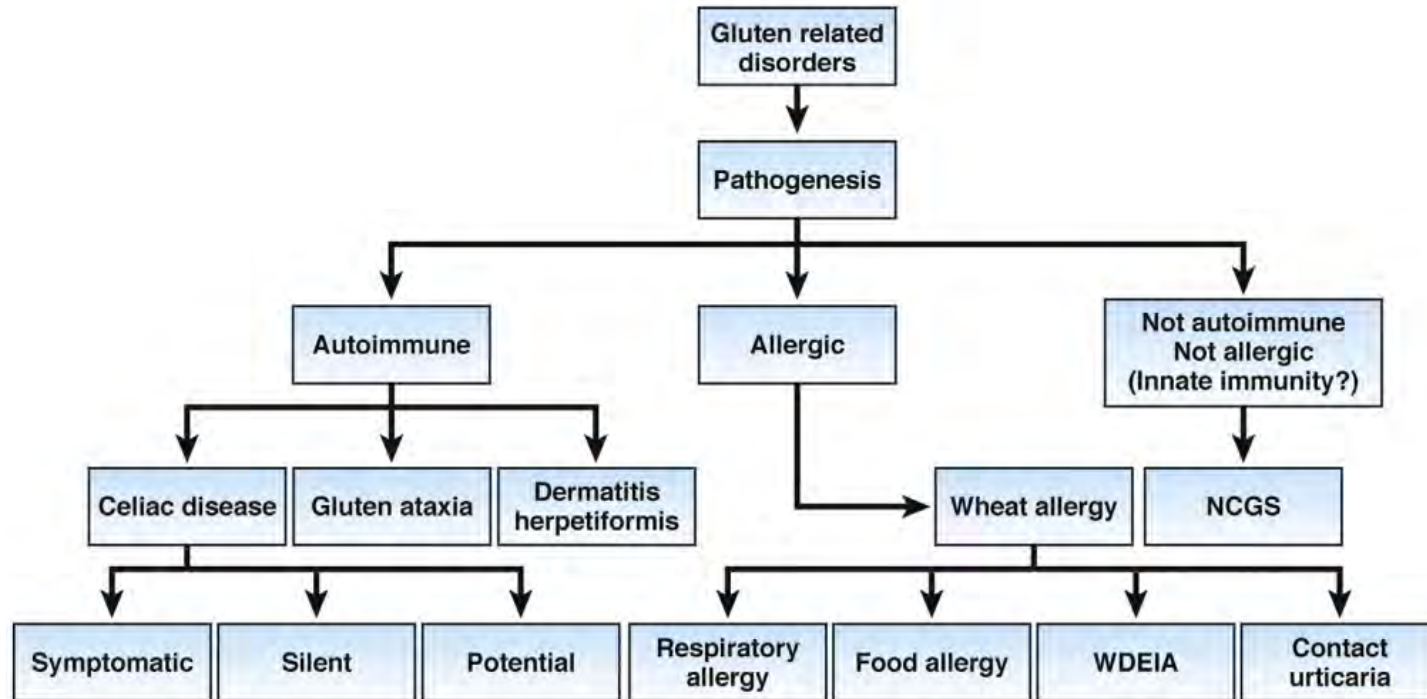 Gluten related
disorders
Pathogenesis
Autoimmune
Allergic
Not autoimmune
Not allergic
(Innate immunity?)
Celiac disease
Gluten ataxia
Dermatitis
herpetiformis
Wheat allergy
NCGS
Symptomatic
Silent
Potential
Respiratory
allergy
Food allergy
WDEIA
Contact
urticaria